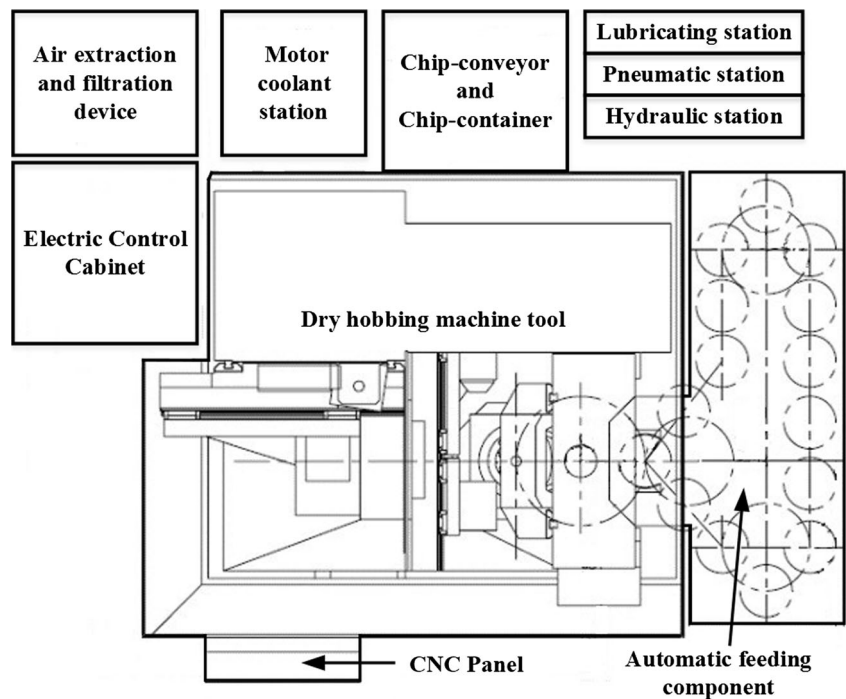 Air extraction
and filtration
device
Motor
coolant
station
Chip-conveyor
and
Chip-container
Lubricating station
Pneumatic station
Hydraulic station
Electric Control
Cabinet
Dry hobbing machine tool
CNC Panel
Automatic feeding
component